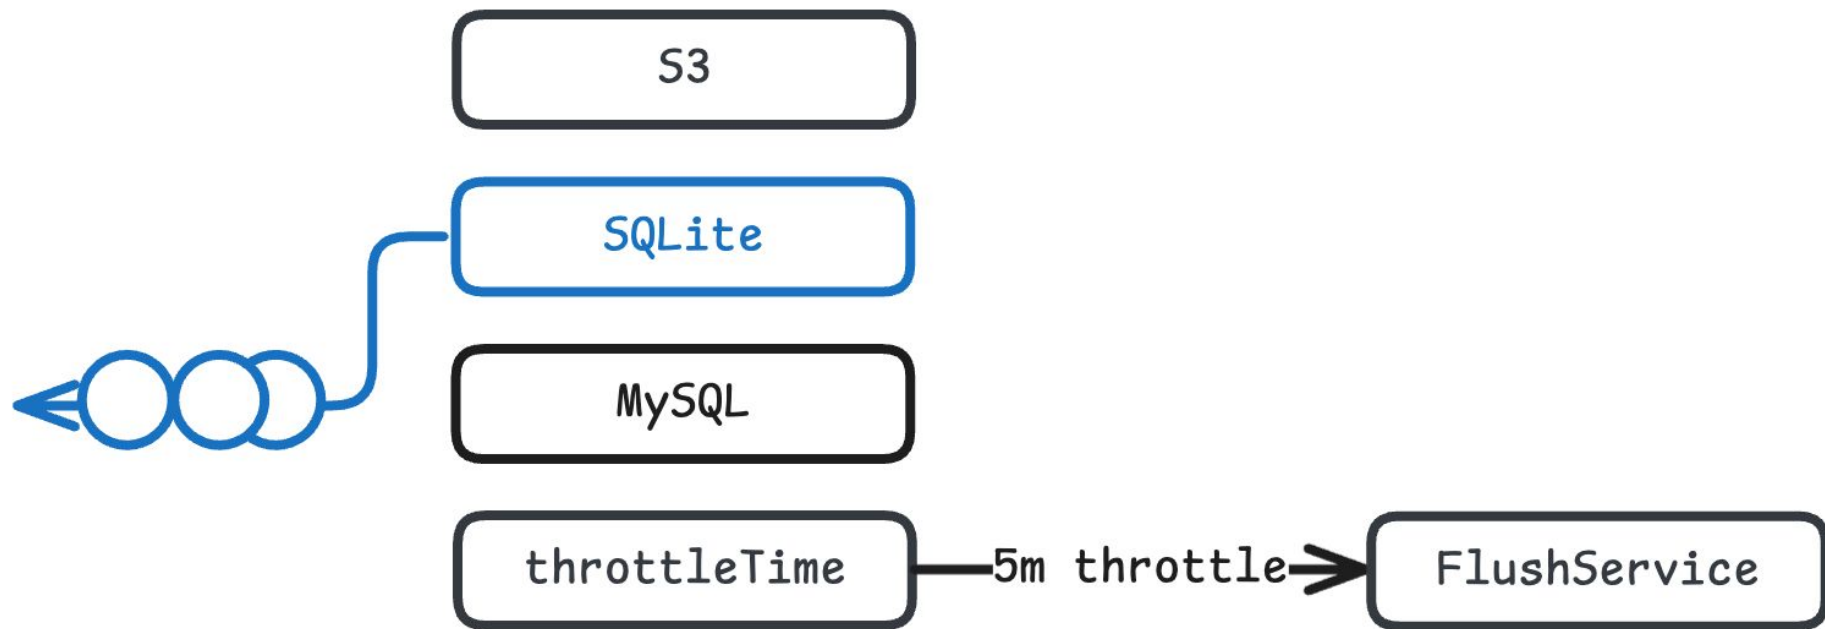 S3
SQLite
MySQL
throttleTime
5m throttle
FlushService